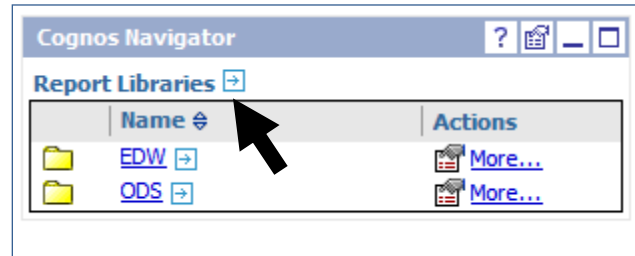 Cognos Navigator ?
Report Libraries
Name Actions
EDW More...
ODS More...